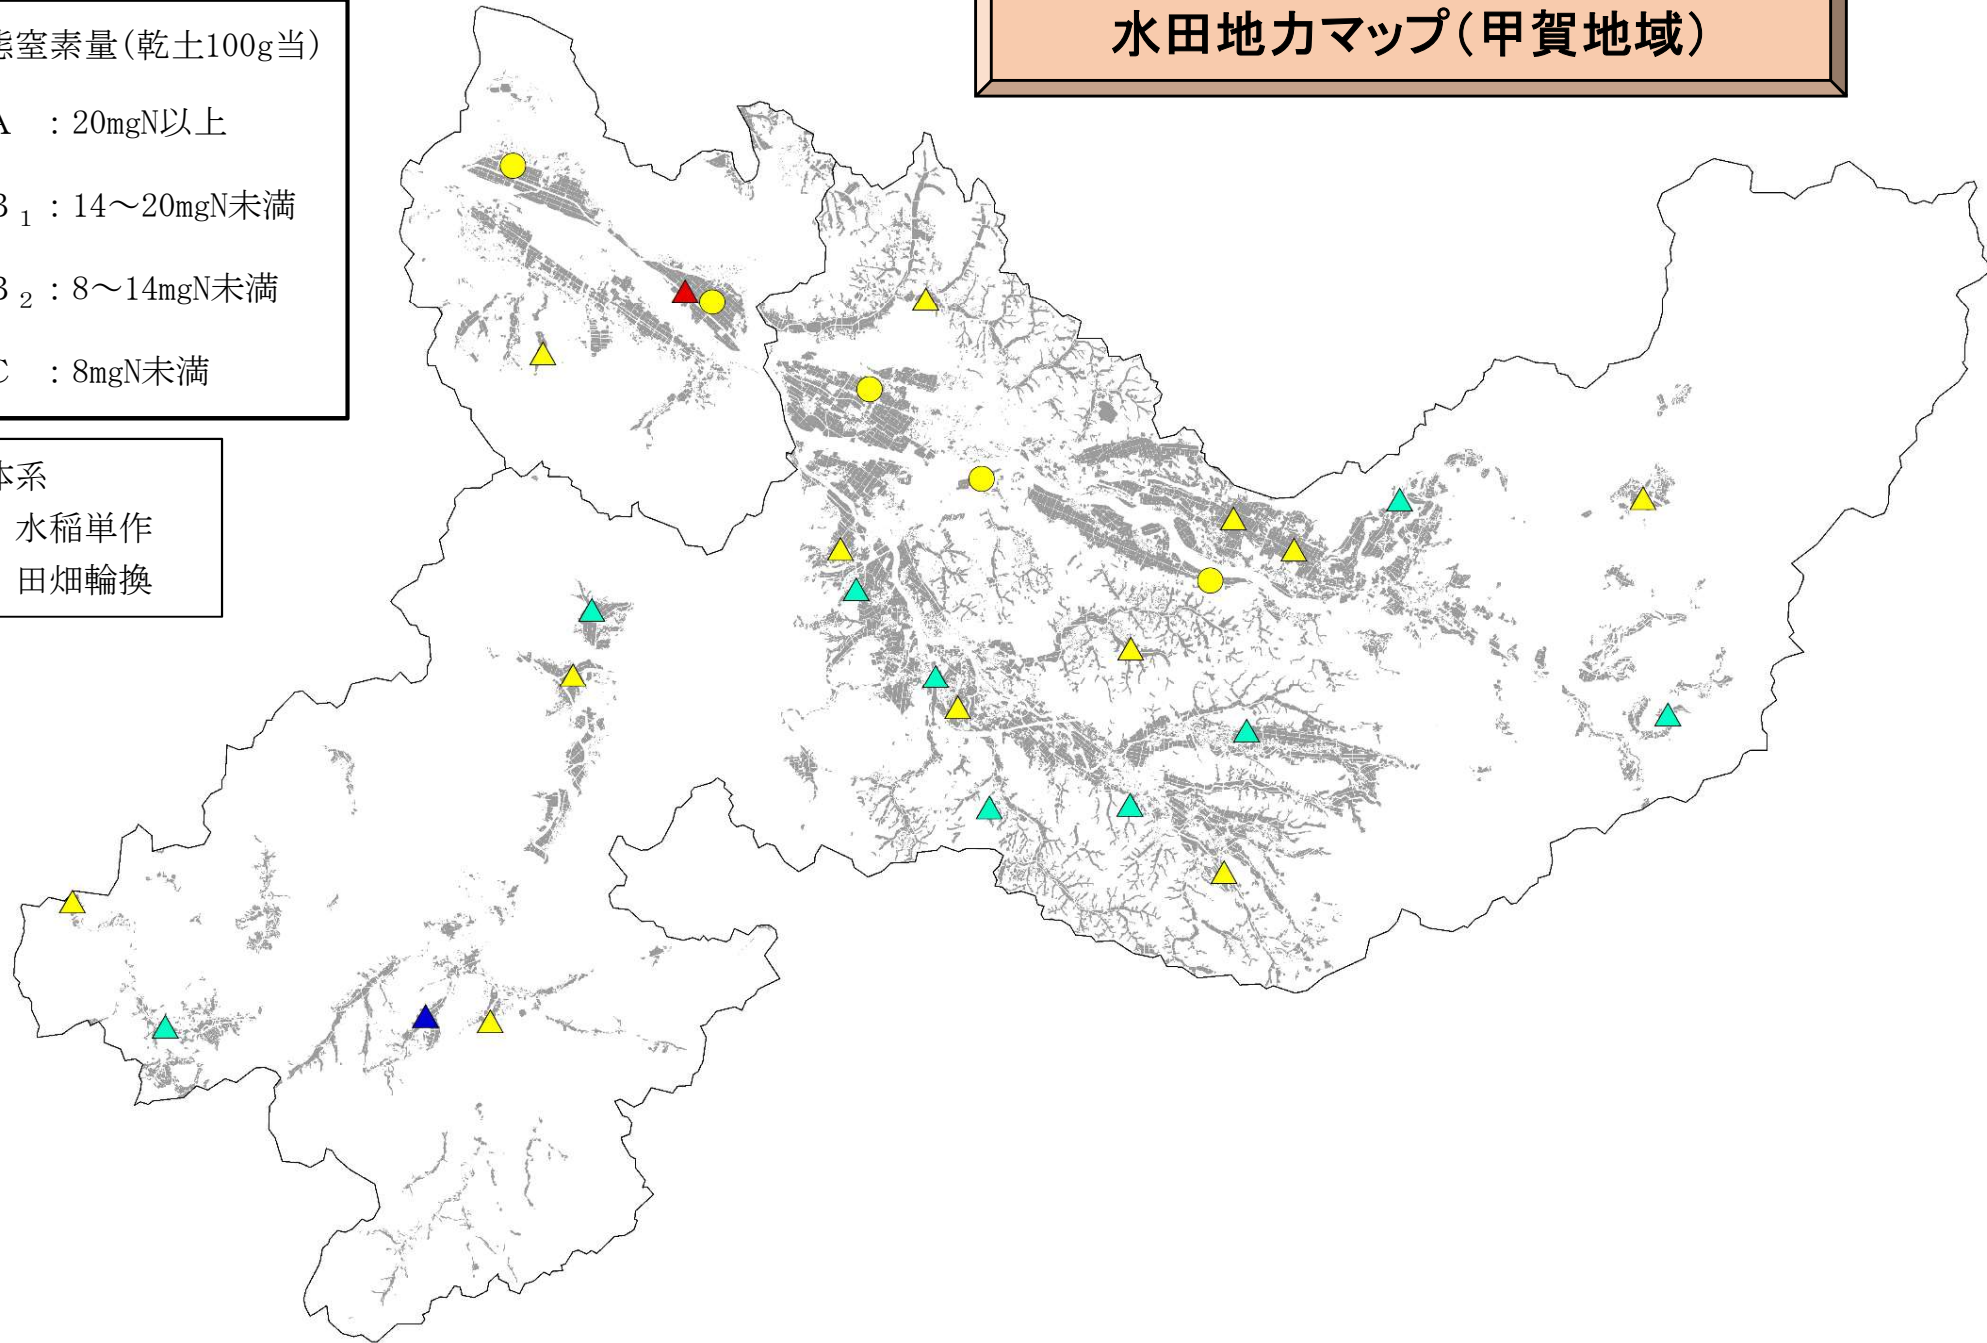 水田地力マップ（甲賀地域）
態窒素量（乾土100g当）
A : 20mgN以上
B₁ : 14～20mgN未満
B₂ : 8～14mgN未満
C : 8mgN未満
体系
水稲単作
田畑輪換